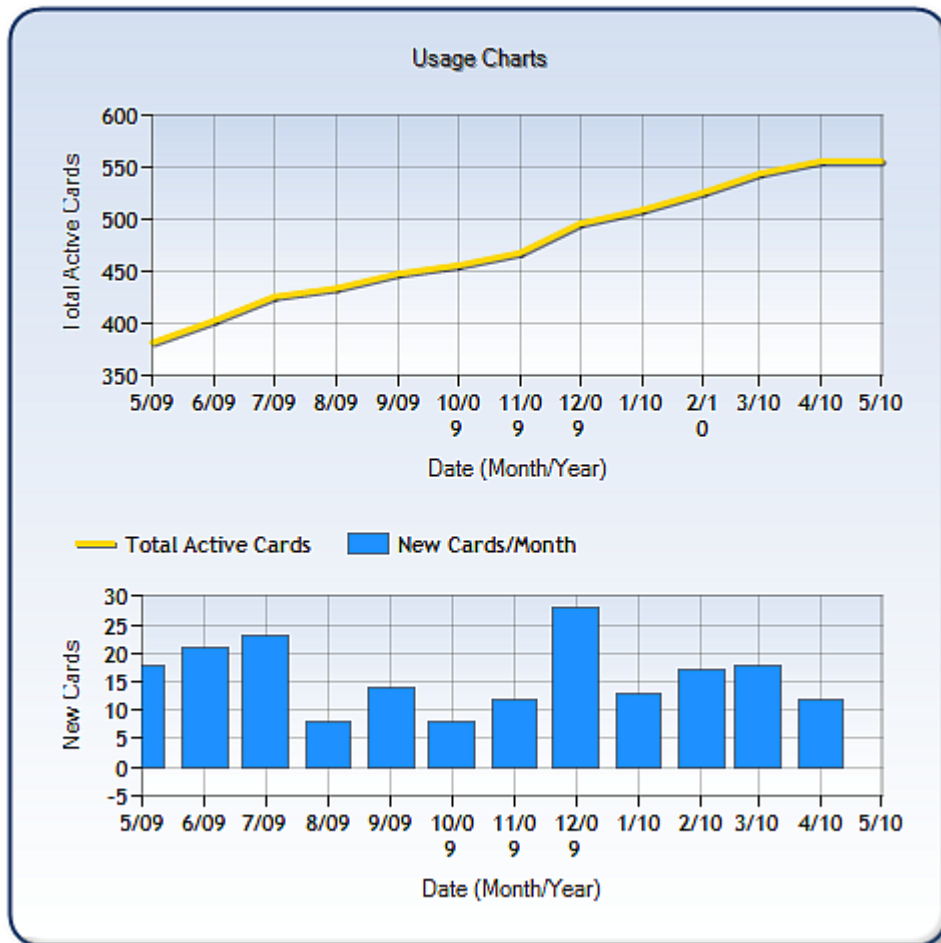 Usage Charts
600
550
500
450
400
350
Total Active Cards
5/09 6/09 7/09 8/09 9/09 10/0 11/0 12/0 1/10 2/1 3/10 4/10 5/10
9 9 9 0
Date (Month/Year)
Total Active Cards New Cards/Month
30
25
20
15
10
5
0
-5
New Cards
5/09 6/09 7/09 8/09 9/09 10/0 11/0 12/0 1/10 2/10 3/10 4/10 5/10
9 9 9
Date (Month/Year)